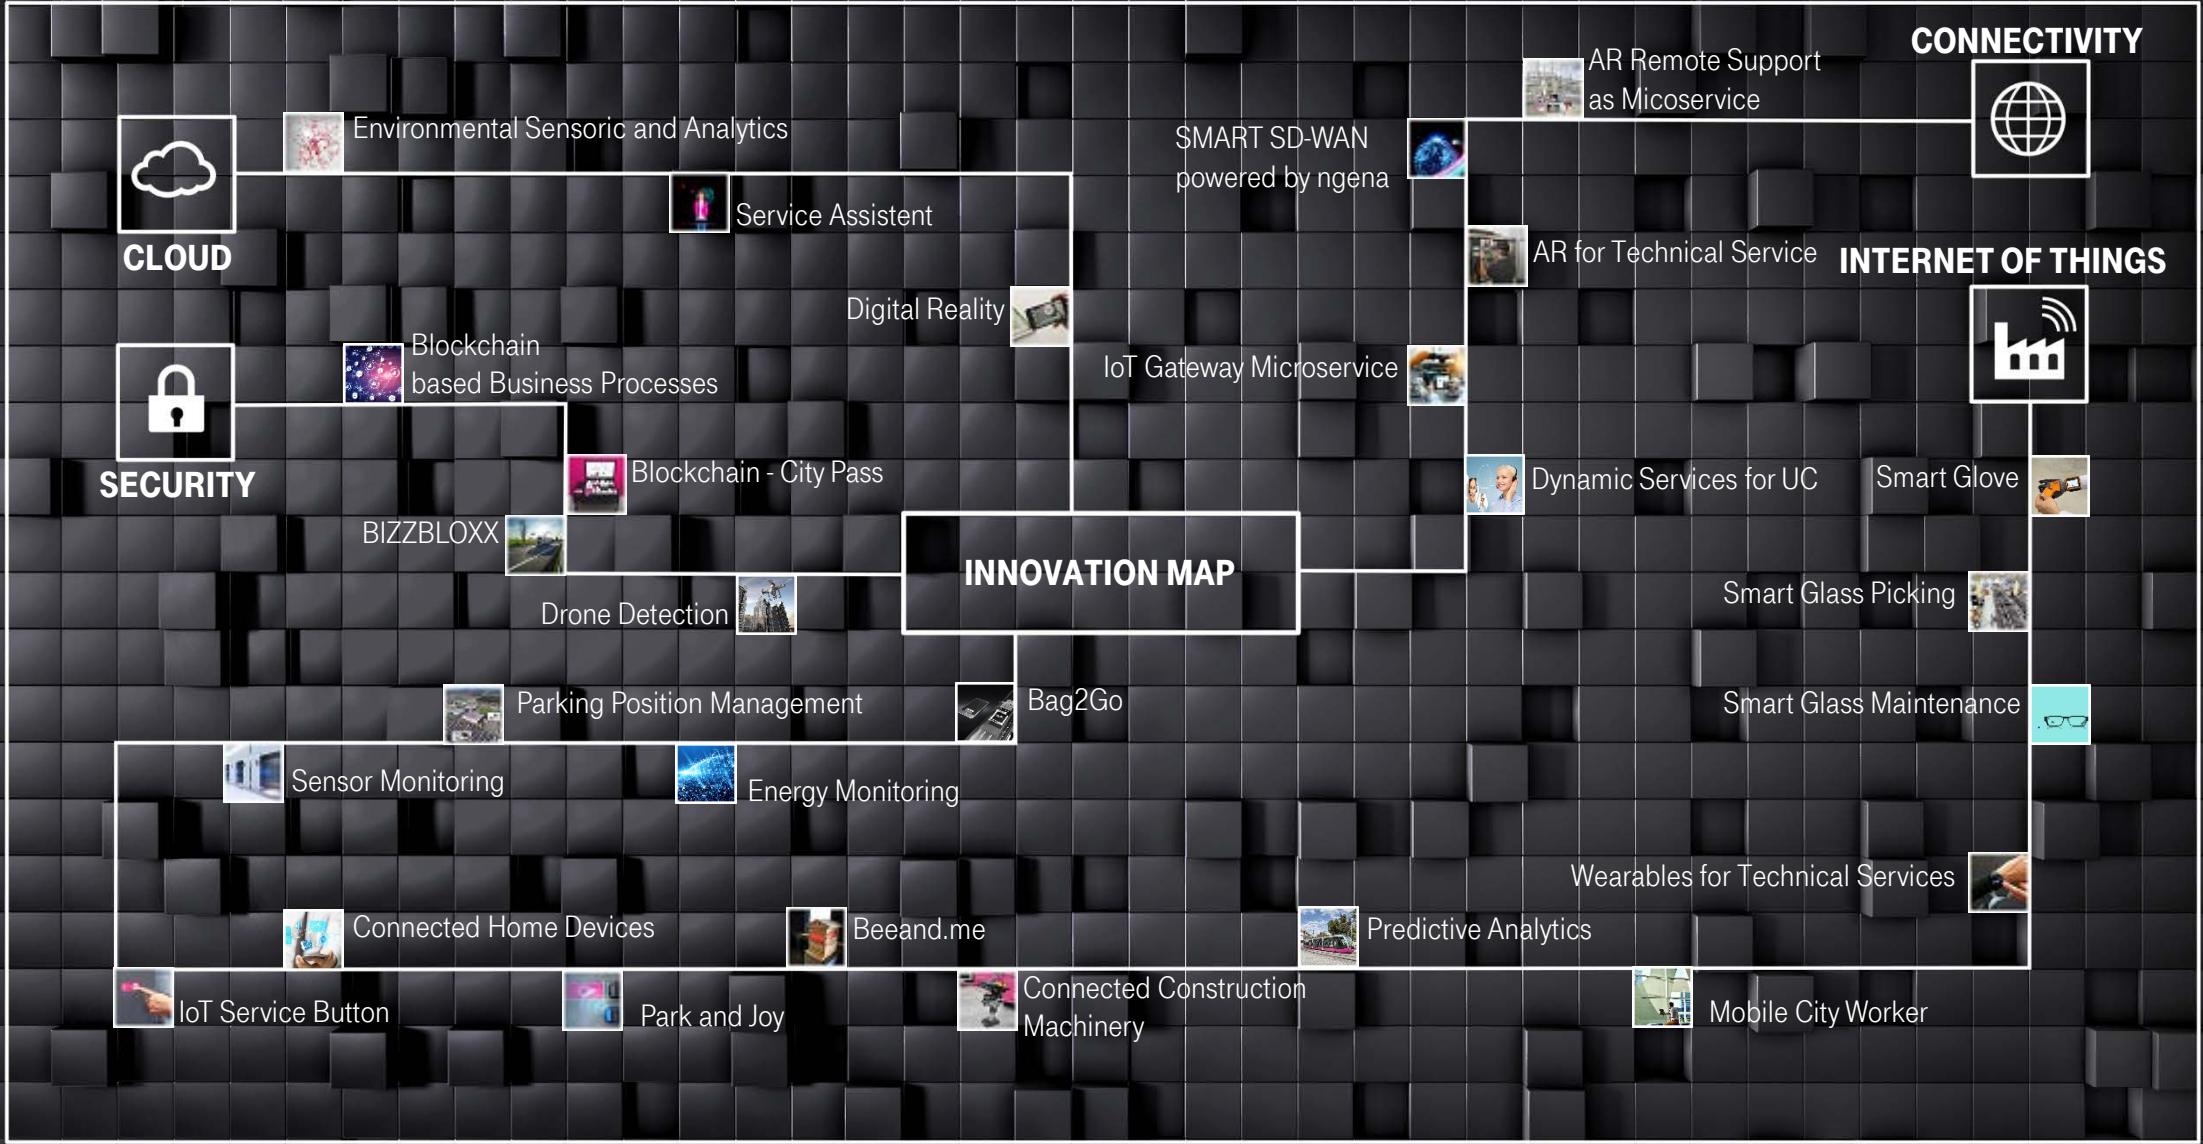 CONNECTIVITY
AR Remote Support
as Micoservice
Environmental Sensoric and Analytics
SMART SD-WAN
powered by ngena
Service Assistent
CLOUD
AR for Technical Service
INTERNET OF THINGS
Digital Reality
Blockchain
based Business Processes
IoT Gateway Microservice
SECURITY
Blockchain - City Pass
Dynamic Services for UC
Smart Glove
BIZZBLOXX
INNOVATION MAP
Drone Detection
Smart Glass Picking
Parking Position Management
Bag2Go
Smart Glass Maintenance
Sensor Monitoring
Energy Monitoring
Wearables for Technical Services
Connected Home Devices
Beeand.me
Predictive Analytics
IoT Service Button
Park and Joy
Connected Construction
Machinery
Mobile City Worker